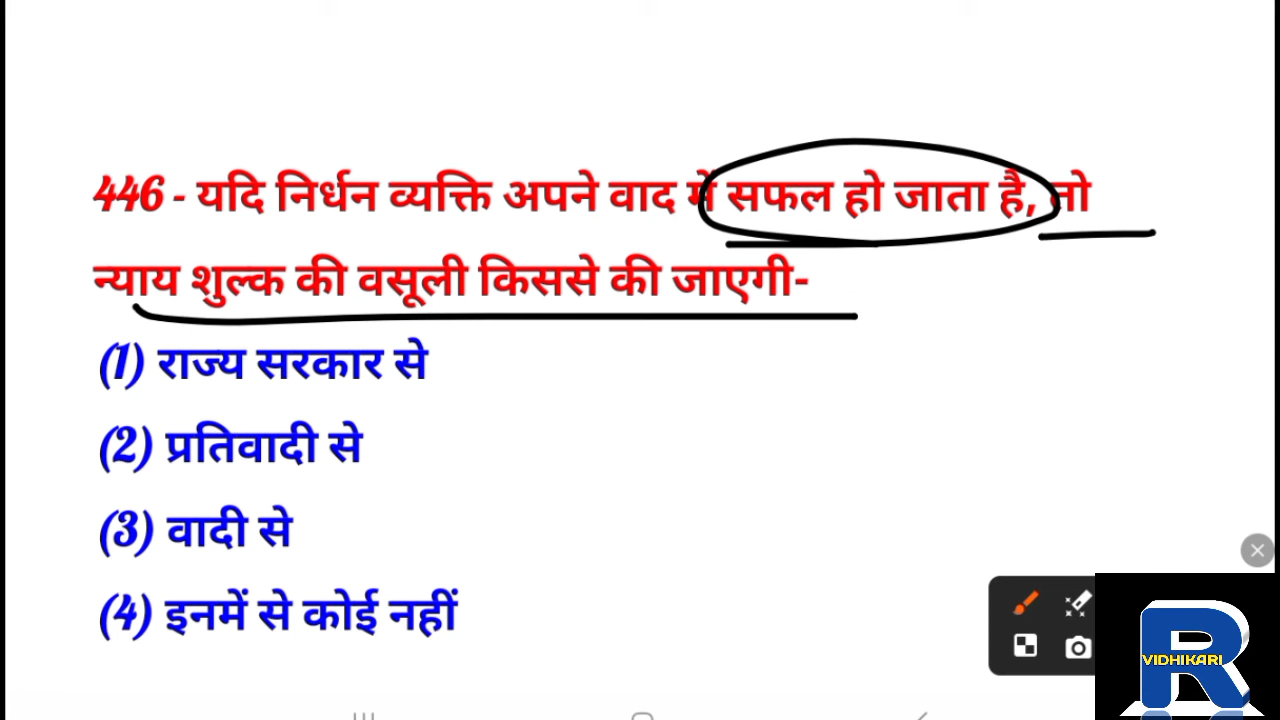 446 - यदि निर्धन व्यक्ति अपने वाद में सफल हो जाता है, तो
न्याय शुल्क की वसूली किससे की जाएगी-
(1) राज्य सरकार से
(2) प्रतिवादी से
(3) वादी से
(4) इनमें से कोई नहीं
R
VIDHIKARI